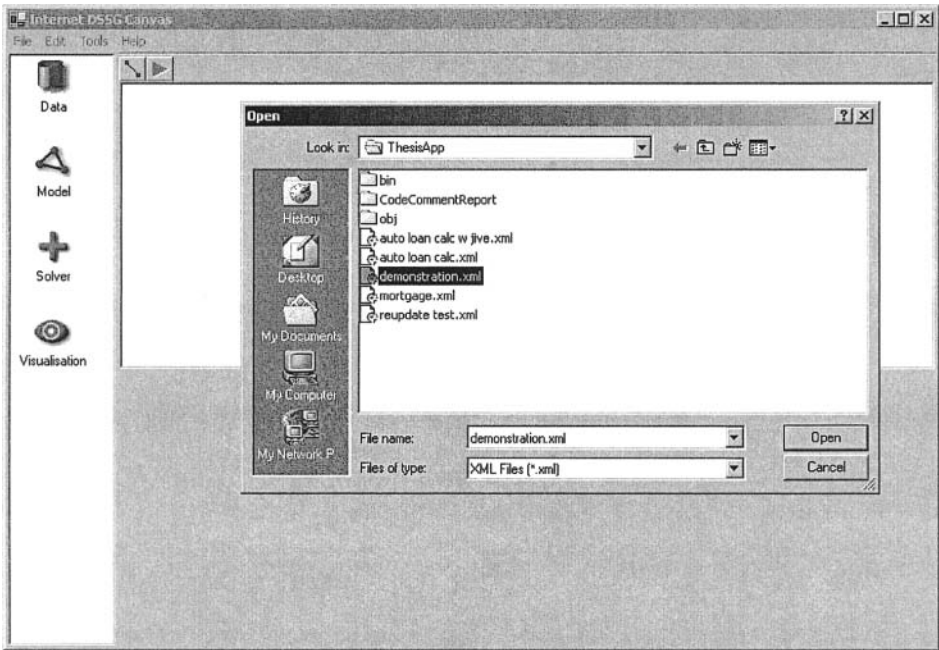 Internet DSSG Canvas
File Edit Tools Help
Data
Model
Solver
Visualisation
Open
Look in: ThesisApp
History
Desktop
My Documents
My Computer
My Network P...
bin
CodeCommentReport
obj
auto loan calc w jive.xml
auto loan calc.xml
demonstration.xml
mortgage.xml
reupdate test.xml
File name: demonstration.xml Open
Files of type: XML Files (*.xml) Cancel